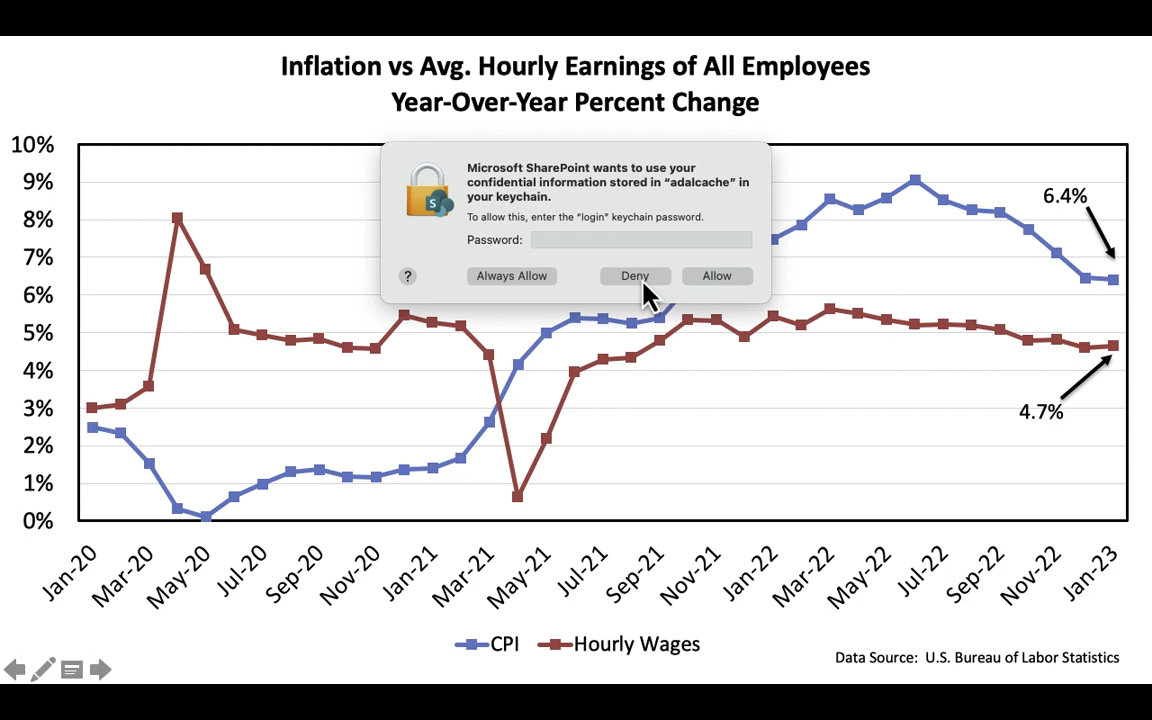 Inflation vs Avg. Hourly Earnings of All Employees
Year-Over-Year Percent Change
10%
9%
8%
7%
6%
5%
4%
3%
2%
1%
0%
Microsoft SharePoint wants to use your
confidential information stored in “adalcache” in
your keychain.
To allow this, enter the “login” keychain password.
Password:
? Always Allow Deny Allow
S
6.4%
4.7%
Jan-20 Mar-20 May-20 Jul-20 Sep-20 Nov-20 Jan-21 Mar-21 May-21 Jul-21 Sep-21 Nov-21 Jan-22 Mar-22 May-22 Jul-22 Sep-22 Nov-22 Jan-23
CPI Hourly Wages
Data Source: U.S. Bureau of Labor Statistics